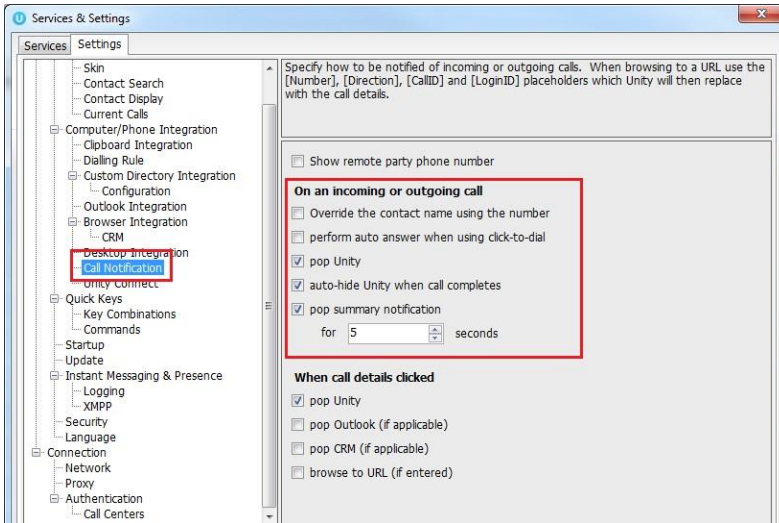 Services & Settings
x
Services
Settings
Skin
Contact Search
Contact Display
Current Calls
Computer/Phone Integration
Clipboard Integration
Dialling Rule
Custom Directory Integration
Configuration
Outlook Integration
Browser Integration
CRM
Desktop Integration
Call Notification
Unity Connect
Quick Keys
Key Combinations
Commands
Startup
Update
Instant Messaging & Presence
Logging
XMPP
Security
Language
Connection
Network
Proxy
Authentication
Call Centers
Specify how to be notified of incoming or outgoing calls.  When browsing to a URL use the
[Number], [Direction], [CallID] and [LoginID] placeholders which Unity will then replace
with the call details.
Show remote party phone number
On an incoming or outgoing call
Override the contact name using the number
perform auto answer when using click-to-dial
pop Unity
auto-hide Unity when call completes
pop summary notification
for 5 seconds
When call details clicked
pop Unity
pop Outlook (if applicable)
pop CRM (if applicable)
browse to URL (if entered)